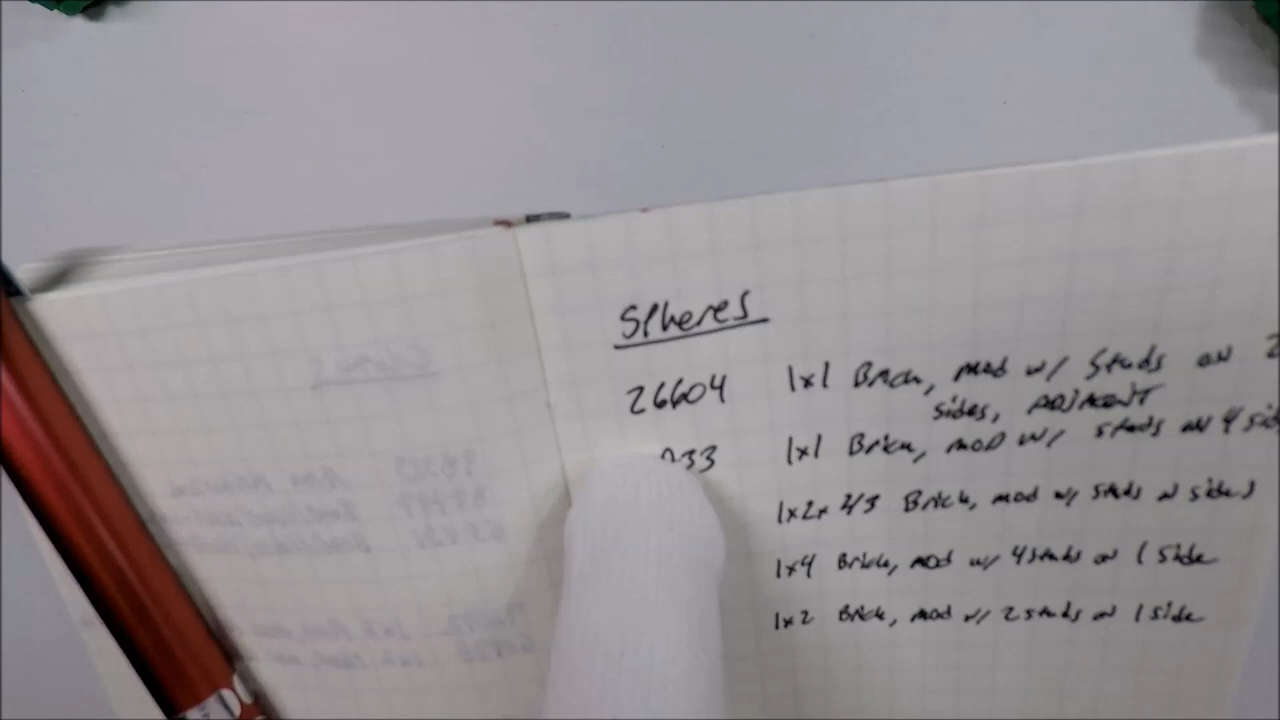 Spheres
26604 1x1 Brick, mod w/ Studs on 2
sides, ADJACENT
33 1x1 Brick, mod w/ studs on 4 sid
1x2x 2/3 Brick, mod w/ studs on sides
1x4 Brick, mod w/ 4 studs on 1 side
1x2 Brick, mod w/ 2 studs on 1 side